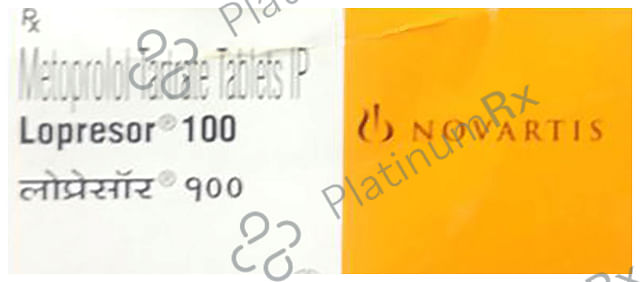 Rx
Metoprolol Tartrate Tablets IP
Lopresor® 100
लोप्रेसॉर® १००
NOVARTIS
PlatinumRx